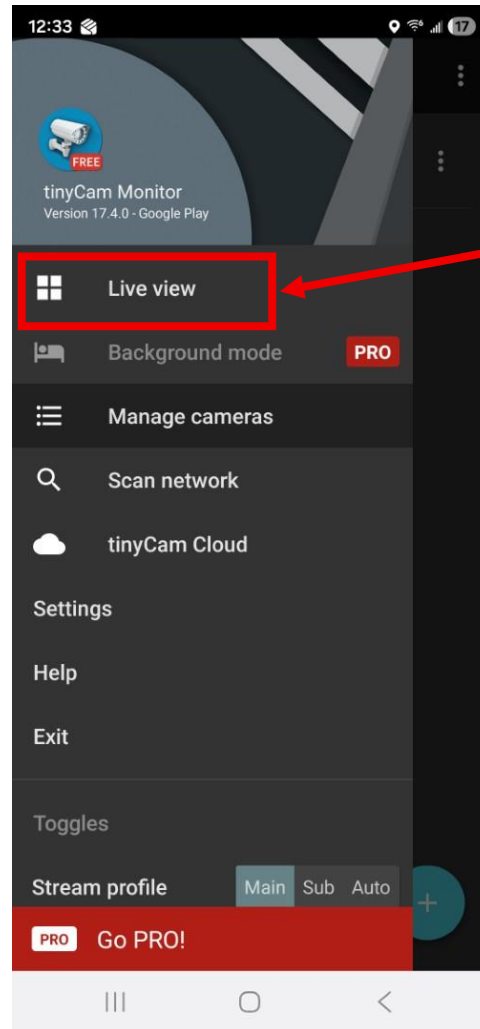 12:33
17
FREE
tinyCam Monitor
Version 17.4.0 - Google Play
Live view
Background mode PRO
Manage cameras
Scan network
tinyCam Cloud
Settings
Help
Exit
Toggles
Stream profile Main Sub Auto
PRO Go PRO!